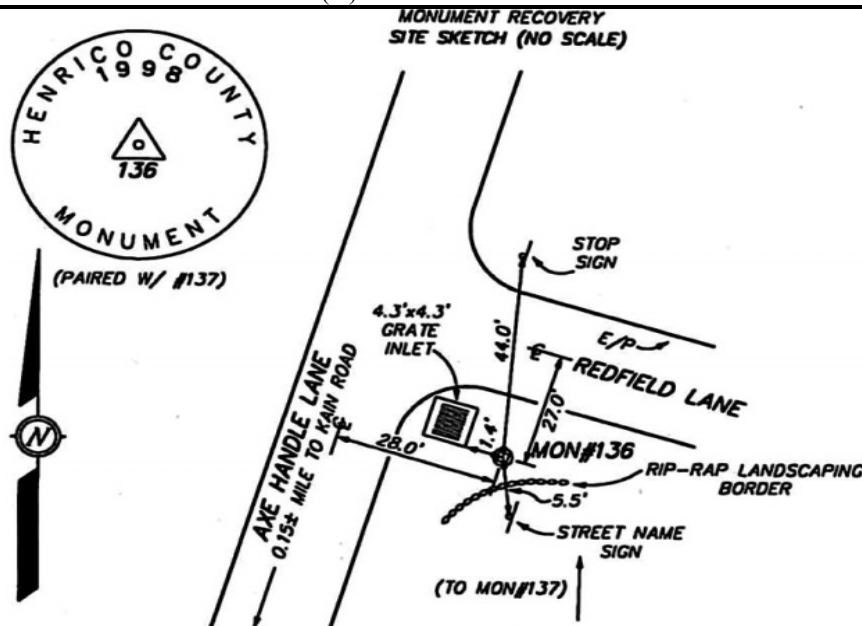 MONUMENT RECOVERY
SITE SKETCH (NO SCALE)
HENRICO COUNTY
1998
136
MONUMENT
(PAIRED W/ #137)
STOP
SIGN
4.3'x4.3'
GRATE
INLET
44.0'
E/P
REDFIELD LANE
27.0'
AXE HANDLE LANE
0.15± MILE TO KAIN ROAD
28.0'
1.4'
MON#136
RIP-RAP LANDSCAPING
BORDER
5.5'
STREET NAME
SIGN
(TO MON#137)
N